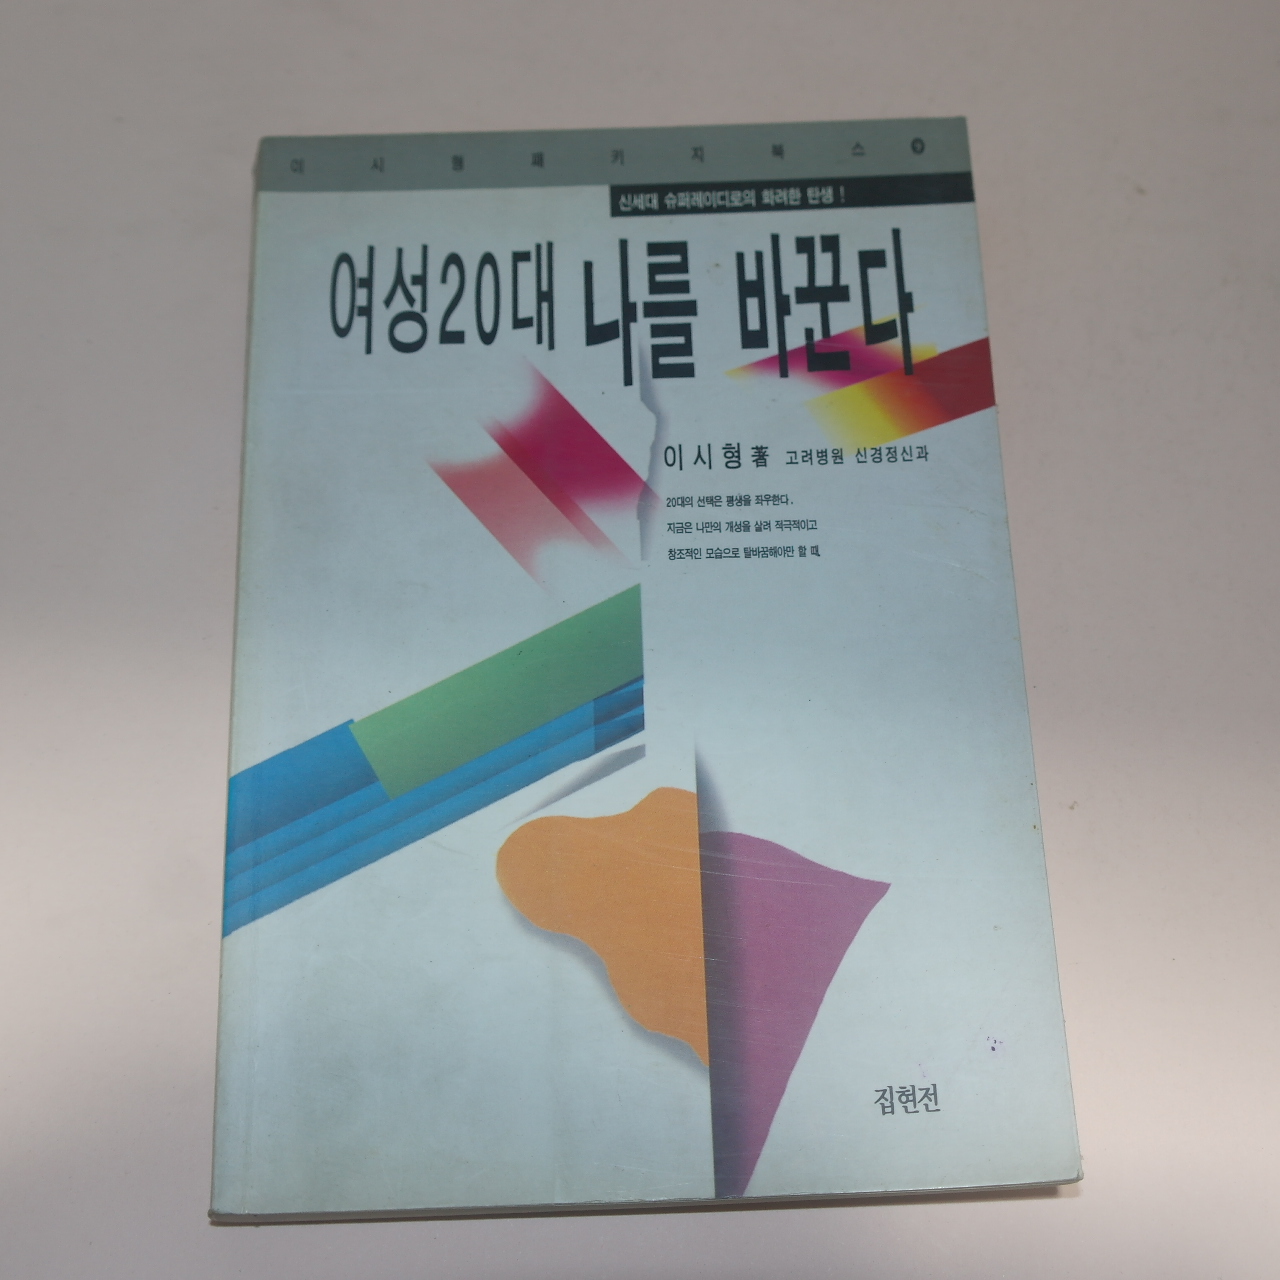 이시형패키지북스
신세대 슈퍼레이디로의 화려한 탄생 !
여성20대 나를 바꾼다
이시형著 고려병원 신경정신과
20대의 선택은 평생을 좌우한다.
지금은 나만의 개성을 살려 적극적이고
창조적인 모습으로 탈바꿈해야만 할 때.
집현전